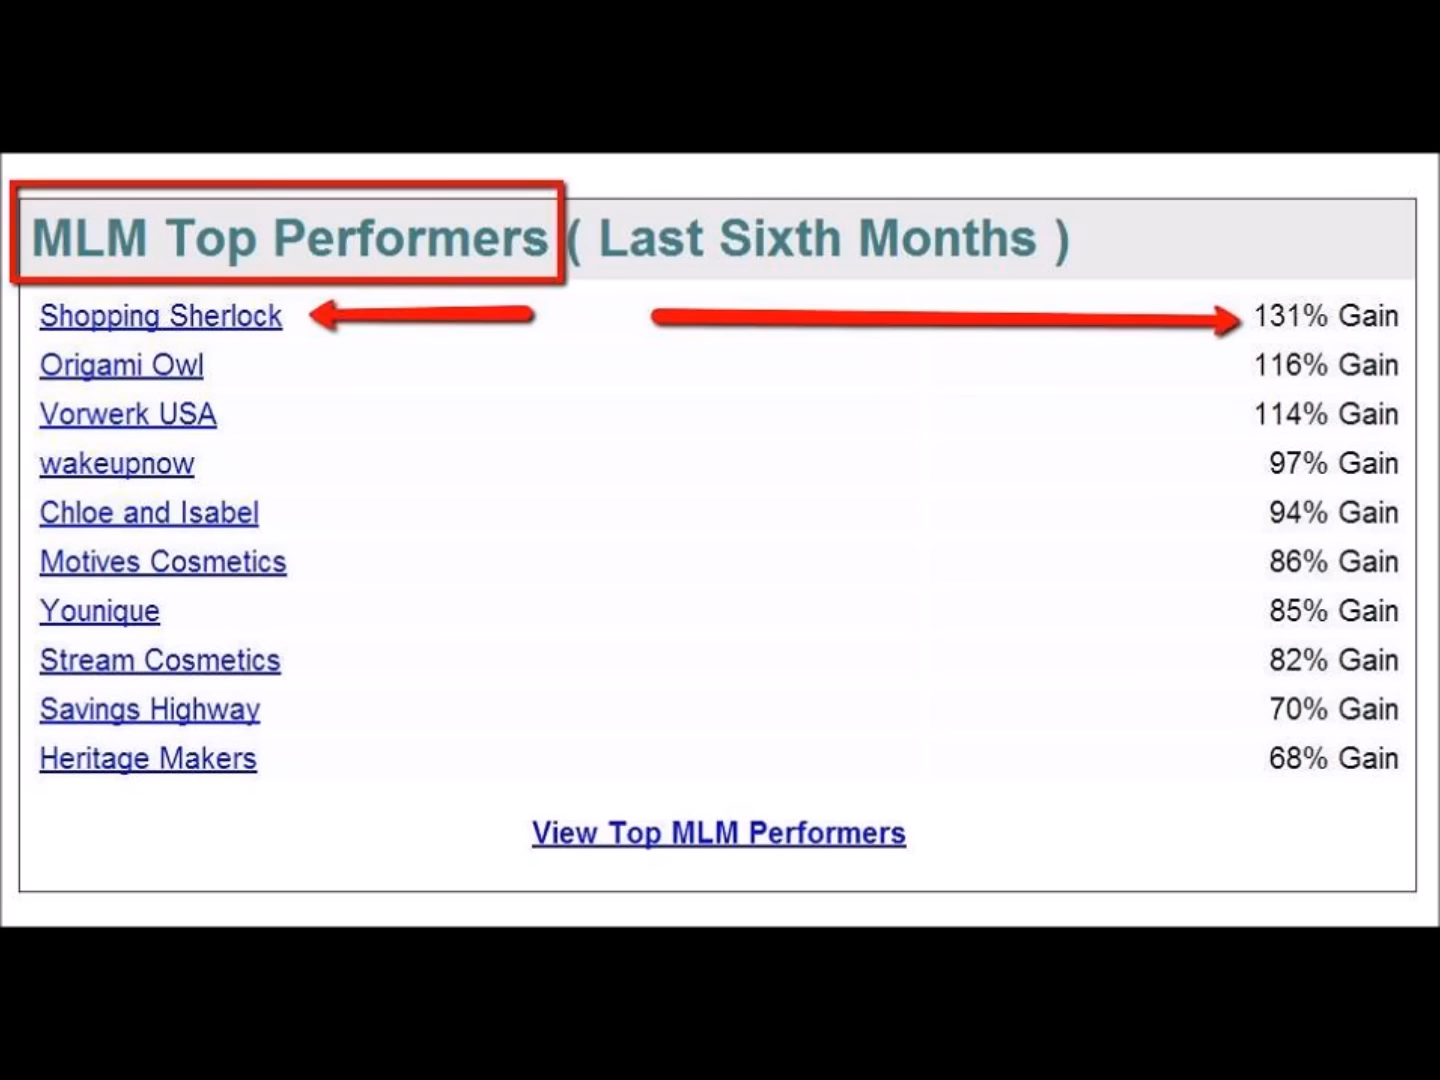 MLM Top Performers ( Last Sixth Months )
Shopping Sherlock 131% Gain
Origami Owl 116% Gain
Vorwerk USA 114% Gain
wakeupnow 97% Gain
Chloe and Isabel 94% Gain
Motives Cosmetics 86% Gain
Younique 85% Gain
Stream Cosmetics 82% Gain
Savings Highway 70% Gain
Heritage Makers 68% Gain
View Top MLM Performers